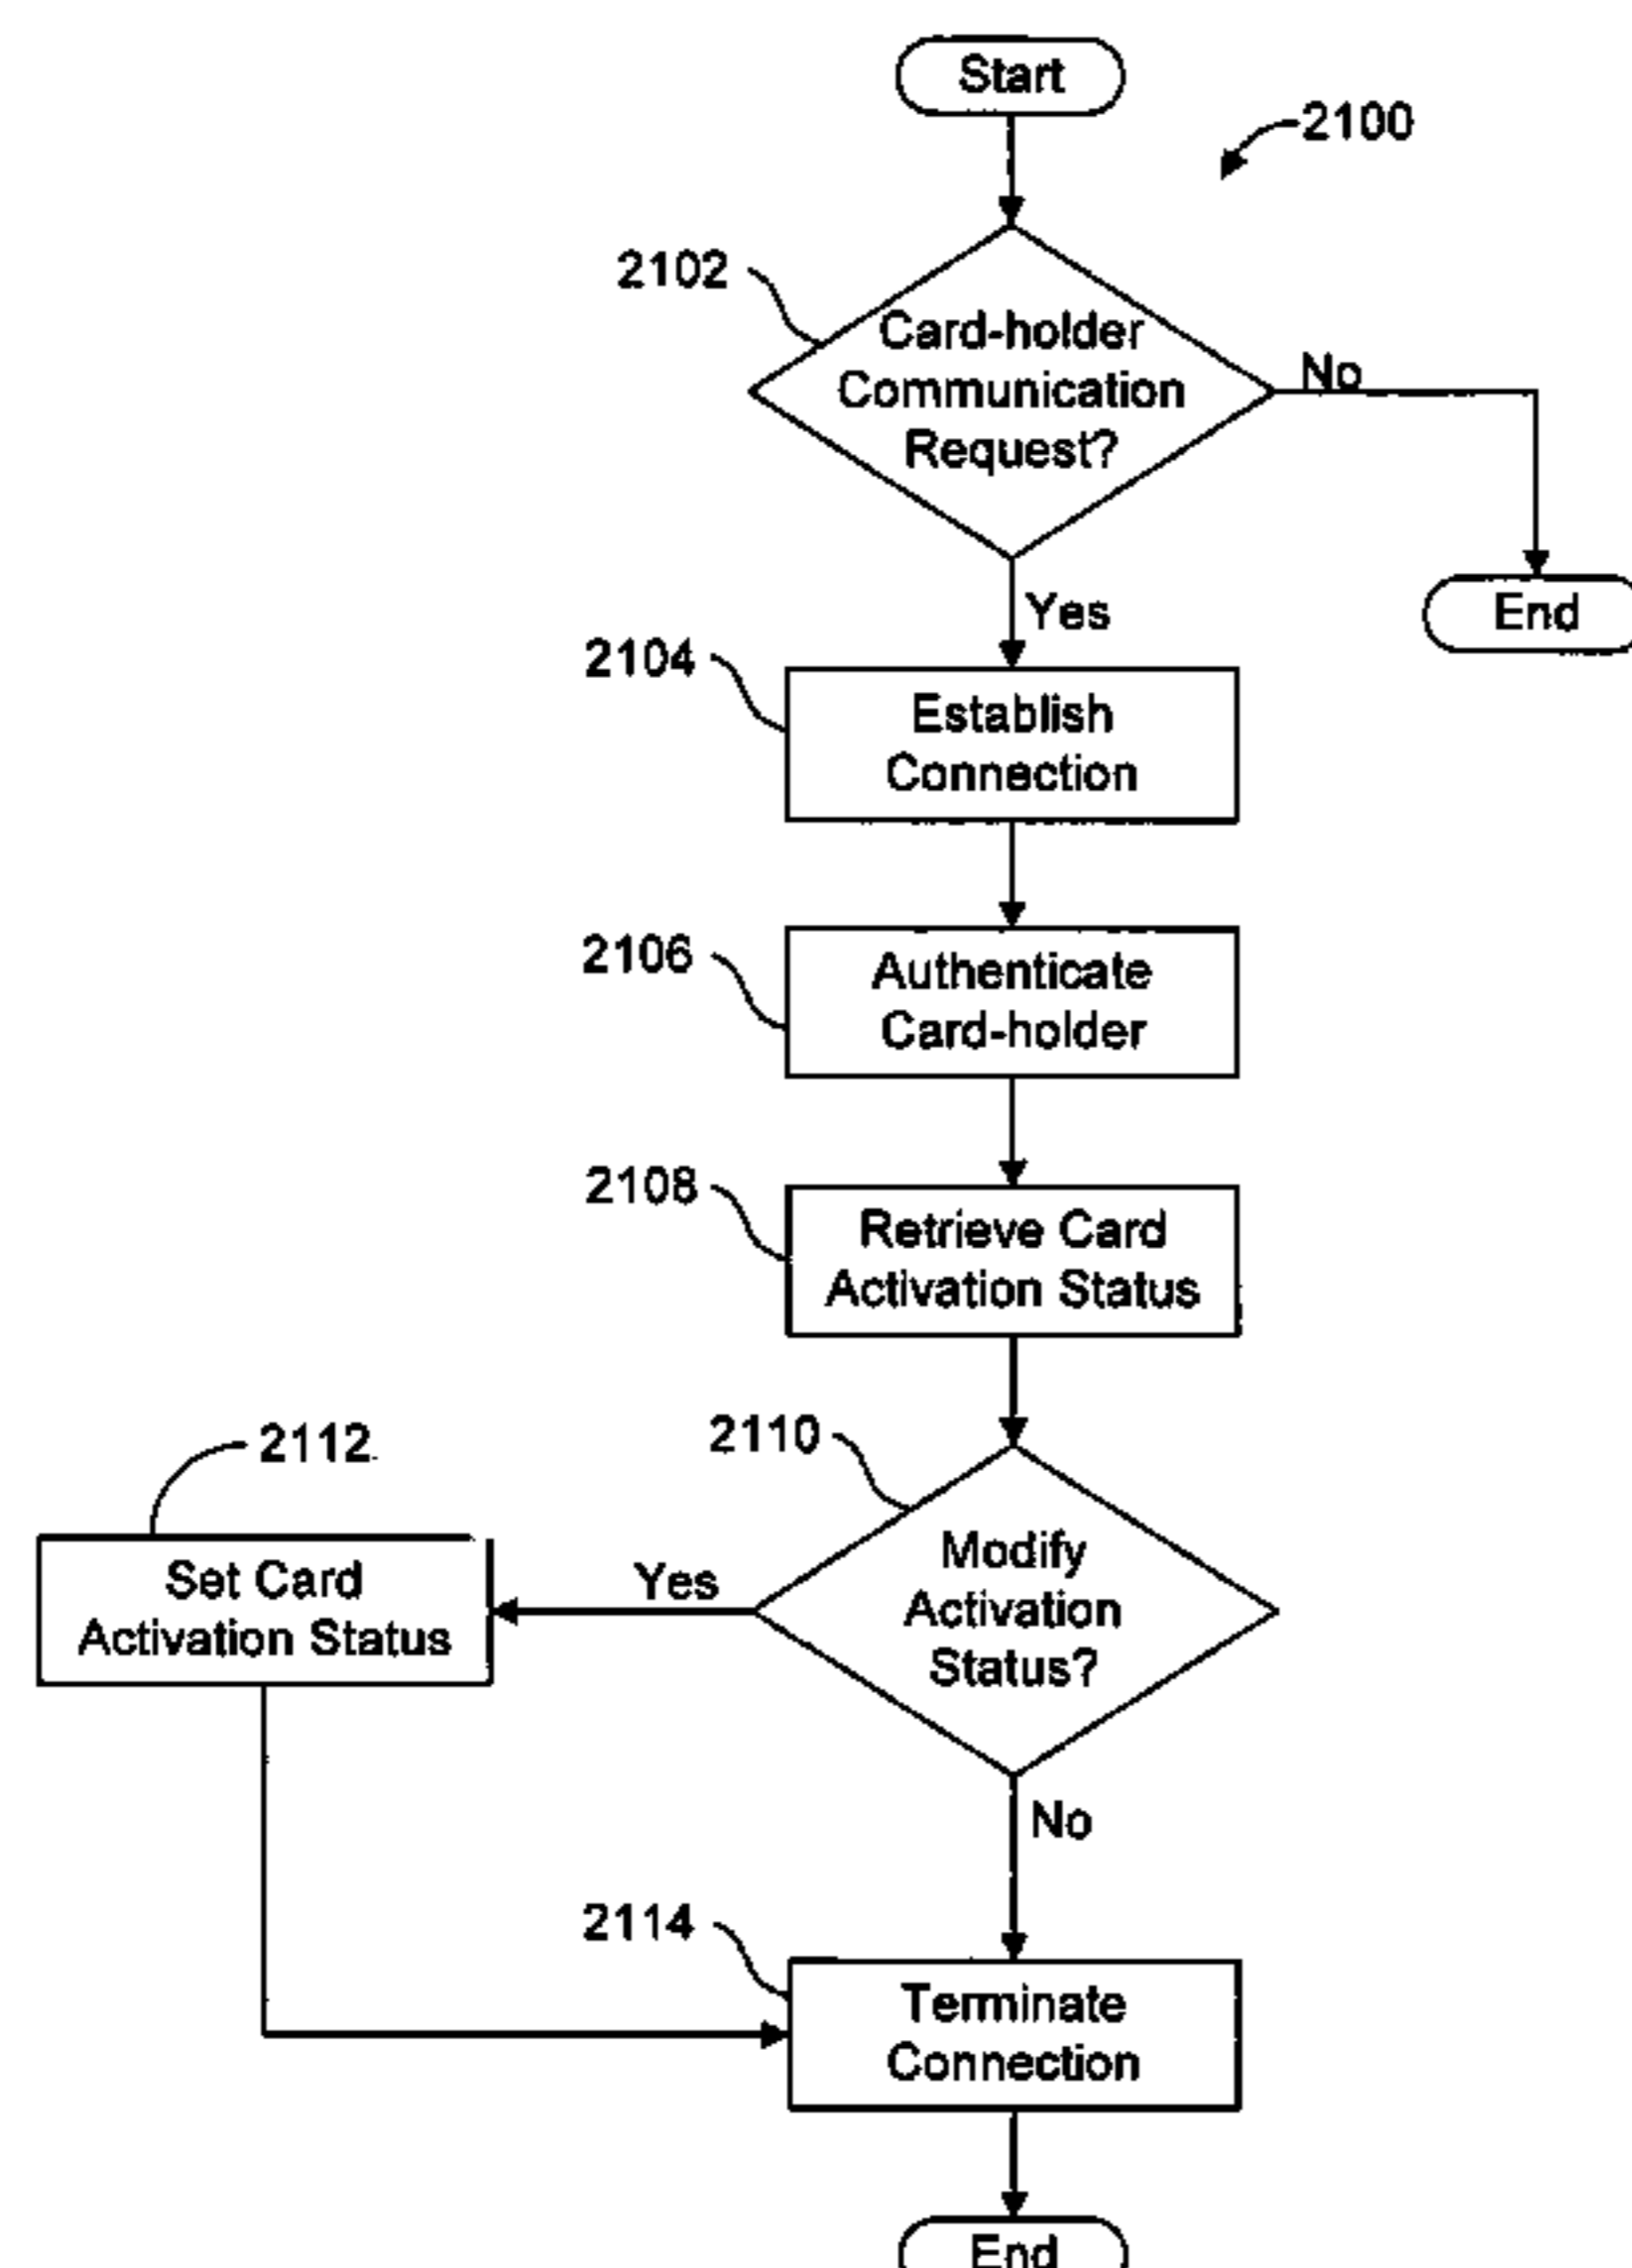 Start
2100
2102
Card-holder
Communication
Request?
No
Yes
End
2104
Establish
Connection
2106
Authenticate
Card-holder
2108
Retrieve Card
Activation Status
2110
2112
Modify
Activation
Status?
Yes
Set Card
Activation Status
No
2114
Terminate
Connection
End